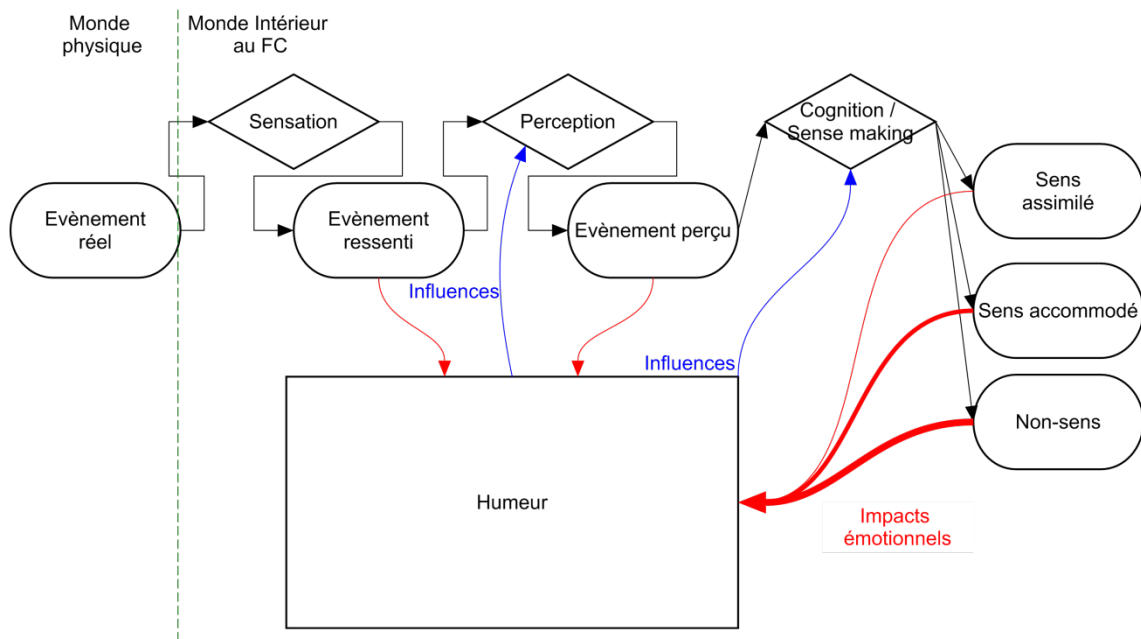 Monde
physique
Monde Intérieur
au FC
Sensation
Perception
Cognition /
Sense making
Evènement
réel
Evènement
ressenti
Evènement perçu
Sens
assimilé
Influences
Sens accommodé
Influences
Non-sens
Humeur
Impacts
émotionnels